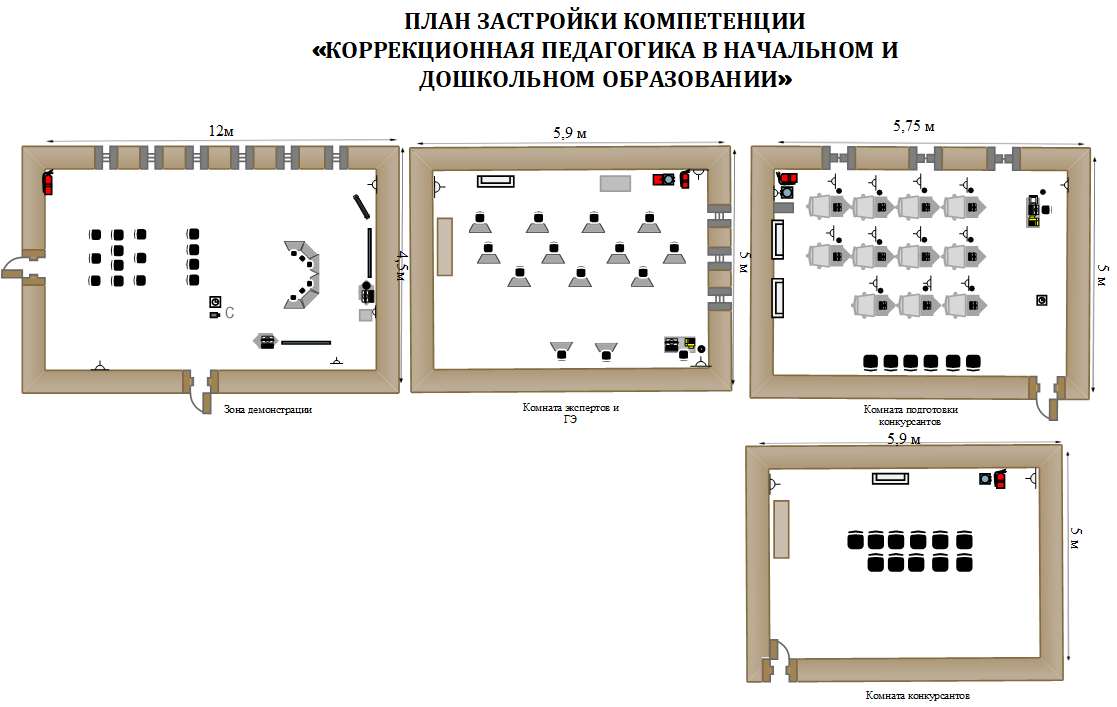 ПЛАН ЗАСТРОЙКИ КОМПЕТЕНЦИИ
«КОРРЕКЦИОННАЯ ПЕДАГОГИКА В НАЧАЛЬНОМ И
ДОШКОЛЬНОМ ОБРАЗОВАНИИ»
12м
5,9 м
5,75 м
4,5м
5 м
5 м
С
Зона демонстрации
Комната экспертов и
ГЭ
Комната подготовки
конкурсантов
5,9 м
5 м
Комната конкурсантов